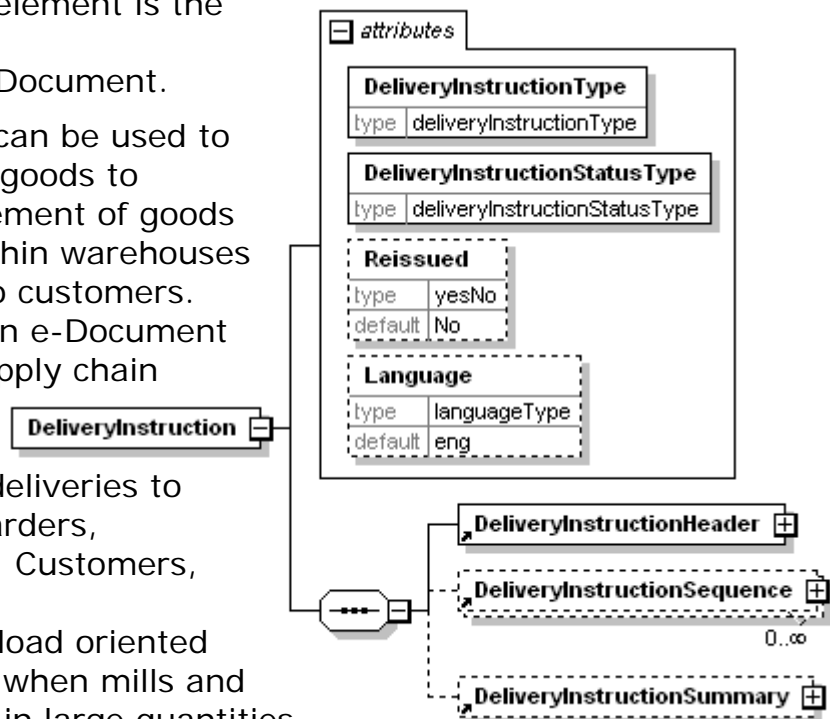 element is the
Document.
can be used to
goods to
ement of goods
thin warehouses
o customers.
n e-Document
pply chain
deliveries to
arders,
Customers,
load oriented
when mills and
in large quantities
attributes
DeliveryInstructionType
type deliveryInstructionType
DeliveryInstructionStatusType
type deliveryInstructionStatusType
Reissued
type yesNo
default No
Language
type languageType
default eng
DeliveryInstruction
DeliveryInstructionHeader
DeliveryInstructionSequence
0..∞
DeliveryInstructionSummary